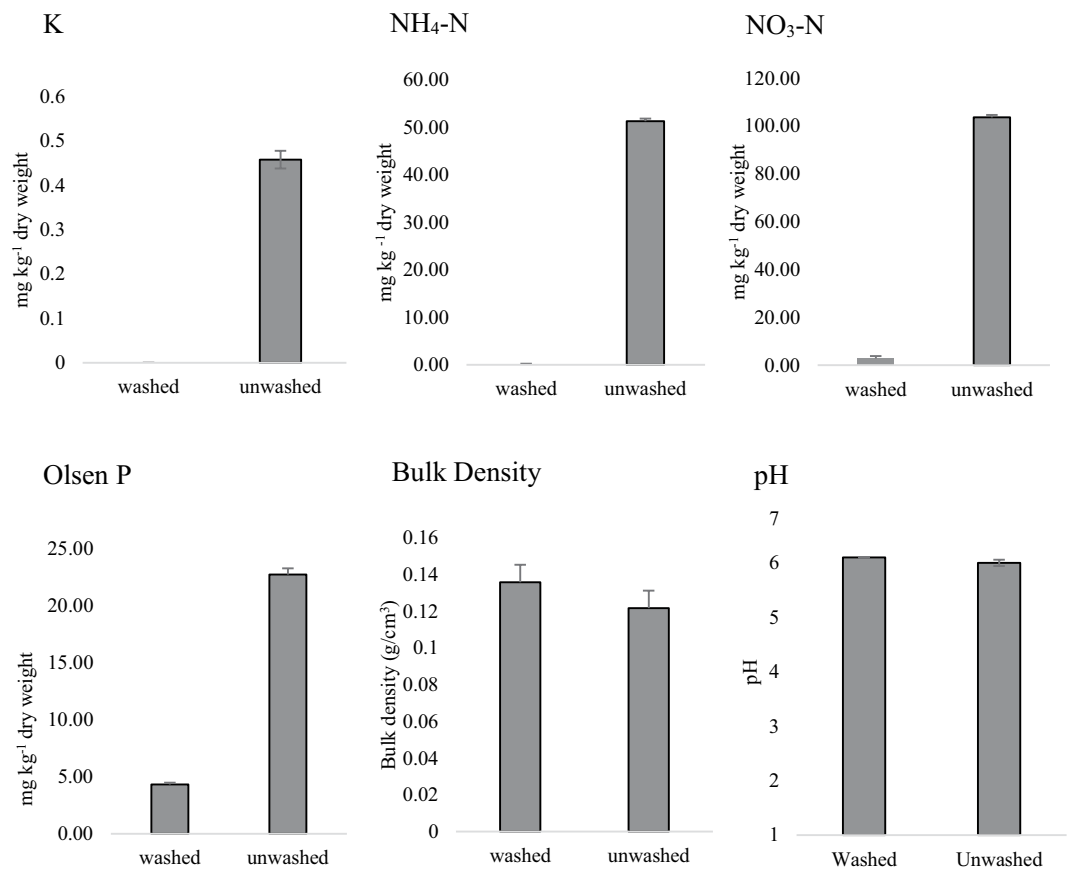 K
NH₄-N
NO₃-N
mg kg⁻¹ dry weight
0.6
0.5
0.4
0.3
0.2
0.1
0
washed unwashed
mg kg ⁻¹ dry weight
60.00
50.00
40.00
30.00
20.00
10.00
0.00
washed unwashed
mg kg⁻¹ dry weight
120.00
100.00
80.00
60.00
40.00
20.00
0.00
washed unwashed
Olsen P
Bulk Density
pH
mg kg⁻¹ dry weight
25.00
20.00
15.00
10.00
5.00
0.00
washed unwashed
Bulk density (g/cm³)
0.16
0.14
0.12
0.1
0.08
0.06
0.04
0.02
0
washed unwashed
pH
7
6
5
4
3
2
1
Washed Unwashed